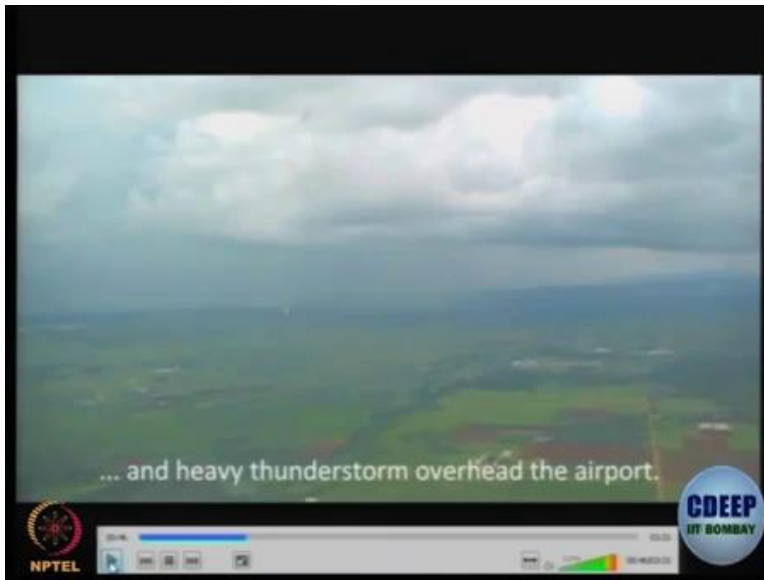 ... and heavy thunderstorm overhead the airport.
CDEEP
IIT BOMBAY
NPTEL